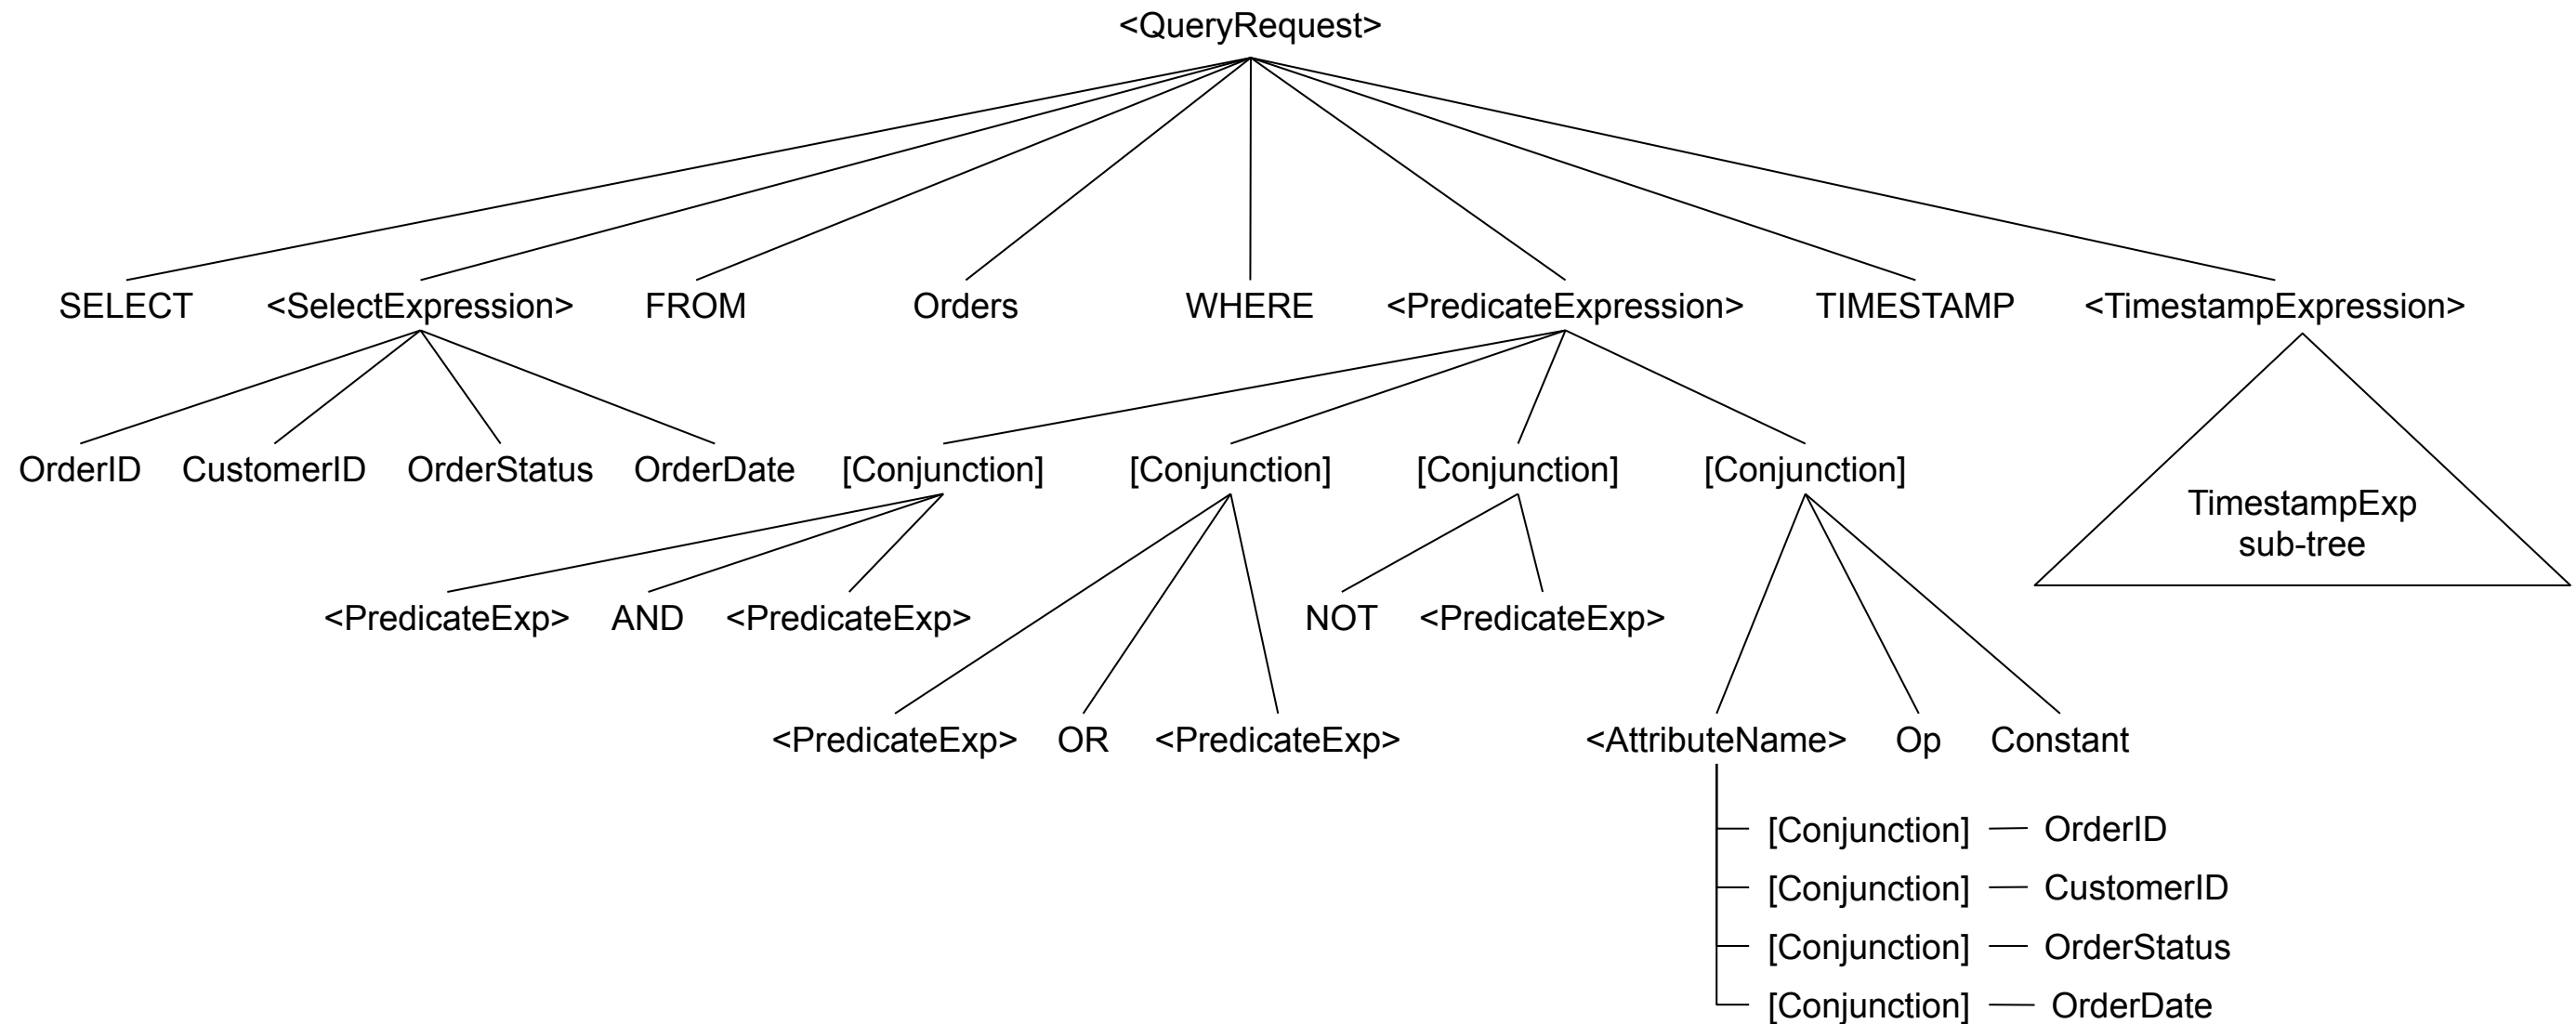 <QueryRequest>
SELECT <SelectExpression> FROM Orders WHERE <PredicateExpression> TIMESTAMP <TimestampExpression>
OrderID CustomerID OrderStatus OrderDate [Conjunction] [Conjunction] [Conjunction] [Conjunction]
TimestampExp
sub-tree
<PredicateExp> AND <PredicateExp> NOT <PredicateExp>
<PredicateExp> OR <PredicateExp> <AttributeName> Op Constant
[Conjunction] OrderID
[Conjunction] CustomerID
[Conjunction] OrderStatus
[Conjunction] OrderDate